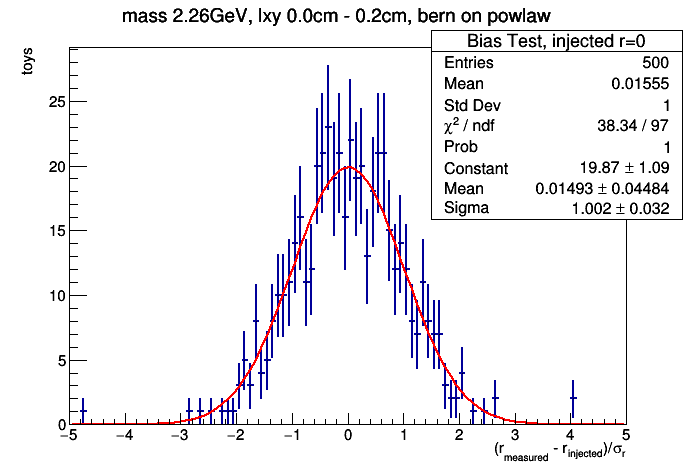 mass 2.26GeV, lxy 0.0cm - 0.2cm, bern on powlaw
toys
Bias Test, injected r=0
Entries 500
Mean 0.01555
Std Dev 1
χ² / ndf 38.34 / 97
Prob 1
Constant 19.87 ± 1.09
Mean 0.01493 ± 0.04484
Sigma 1.002 ± 0.032
25
20
15
10
5
0
−5 −4 −3 −2 −1 0 1 2 3 4 5
(r_measured - r_injected)/σ_r